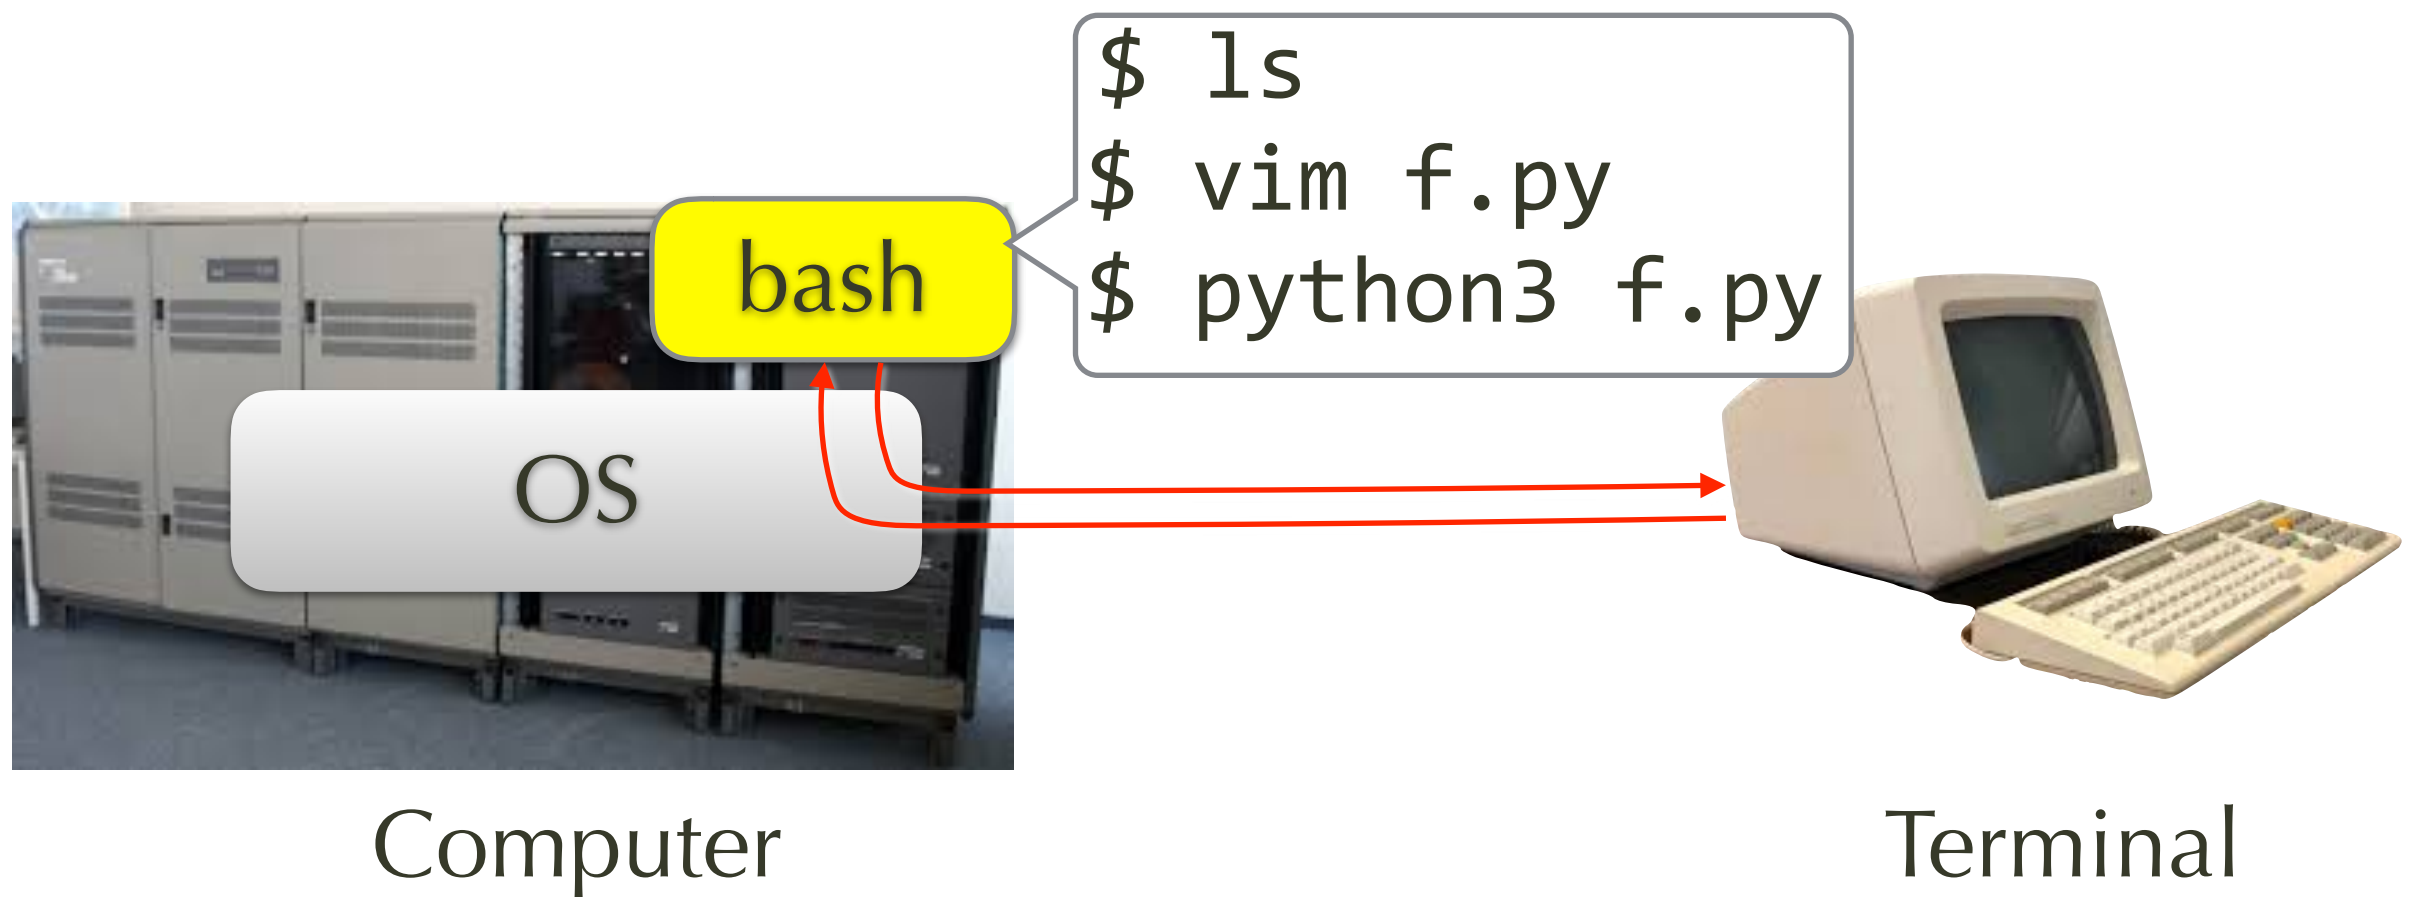 $ ls
$ vim f.py
$ python3 f.py
bash
OS
Computer
Terminal